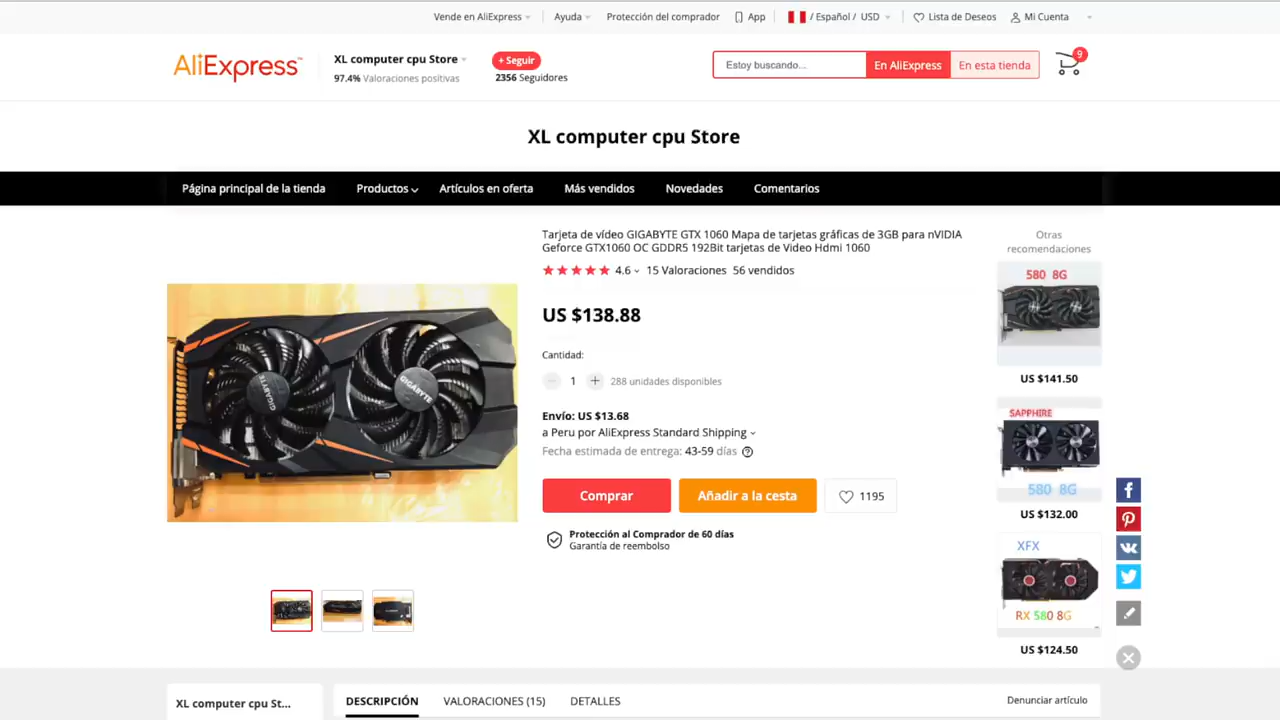 Vende en AliExpress
Ayuda
Protección del comprador
App
/ Español / USD
Lista de Deseos
Mi Cuenta
AliExpress
XL computer cpu Store
97.4% Valoraciones positivas
+ Seguir
2356 Seguidores
Estoy buscando...
En AliExpress
En esta tienda
9
XL computer cpu Store
Página principal de la tienda
Productos
Artículos en oferta
Más vendidos
Novedades
Comentarios
Tarjeta de vídeo GIGABYTE GTX 1060 Mapa de tarjetas gráficas de 3GB para nVIDIA
Geforce GTX1060 OC GDDR5 192Bit tarjetas de Video Hdmi 1060
4.6
15 Valoraciones
56 vendidos
US $138.88
Cantidad:
1
288 unidades disponibles
Envío: US $13.68
a Peru por AliExpress Standard Shipping
Fecha estimada de entrega: 43-59 días
Comprar
Añadir a la cesta
1195
Protección al Comprador de 60 días
Garantía de reembolso
GIGABYTE
GIGABYTE
Otras
recomendaciones
580 8G
US $141.50
SAPPHIRE
580 8G
US $132.00
XFX
RX 580 8G
US $124.50
XL computer cpu St...
DESCRIPCIÓN
VALORACIONES (15)
DETALLES
Denunciar artículo